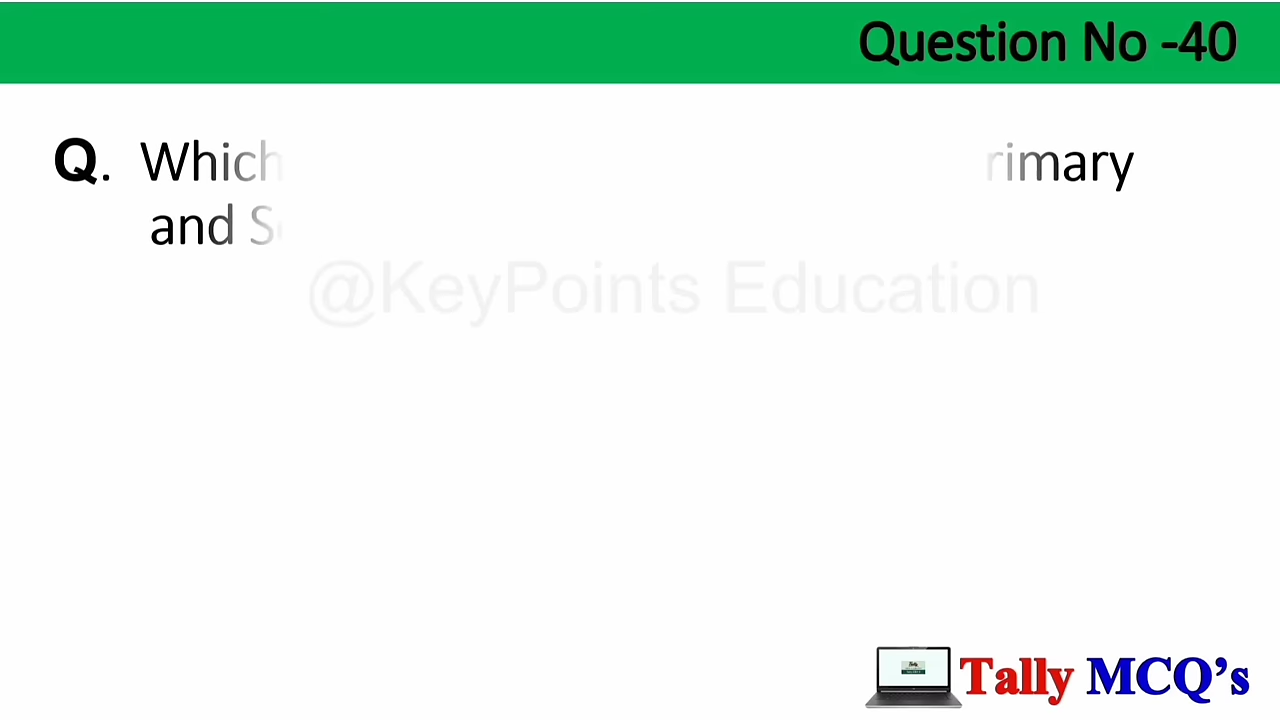 Question No -40
Q. Which rimary
and S
@KeyPoints Education
Tally MCQ's